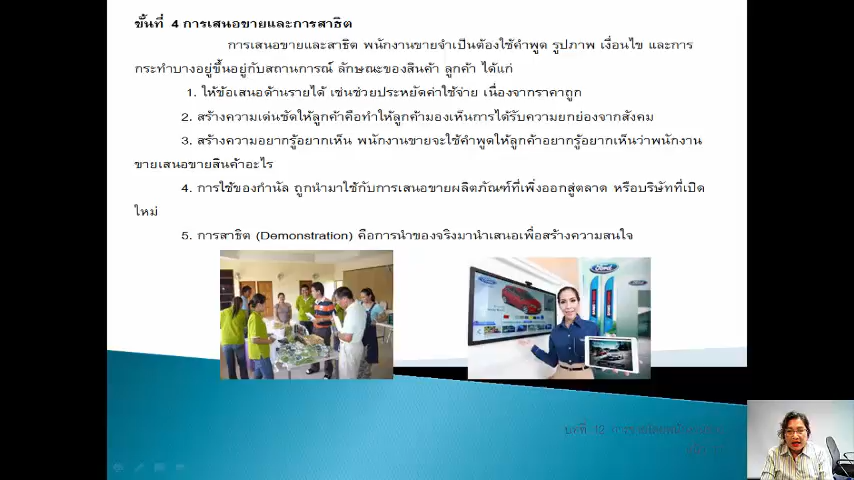 ขั้นที่ 4 การเสนอขายและการสาธิต
การเสนอขายและสาธิต พนักงานขายจำเป็นต้องใช้คำพูด รูปภาพ เงื่อนไข และการ
กระทำบางอยู่ขึ้นอยู่กับสถานการณ์ ลักษณะของสินค้า ลูกค้า ได้แก่
1. ให้ข้อเสนอด้านรายได้ เช่นช่วยประหยัดค่าใช้จ่าย เนื่องจากราคาถูก
2. สร้างความเด่นชัดให้ลูกค้าคือทำให้ลูกค้ามองเห็นการได้รับความยกย่องจากสังคม
3. สร้างความอยากรู้อยากเห็น พนักงานขายจะใช้คำพูดให้ลูกค้าอยากรู้อยากเห็นว่าพนักงาน
ขายเสนอขายสินค้าอะไร
4. การใช้ของกำนัล ถูกนำมาใช้กับการเสนอขายผลิตภัณฑ์ที่เพิ่งออกสู่ตลาด หรือบริษัทที่เปิด
ใหม่
5. การสาธิต (Demonstration) คือการนำของจริงมานำเสนอเพื่อสร้างความสนใจ
Ford